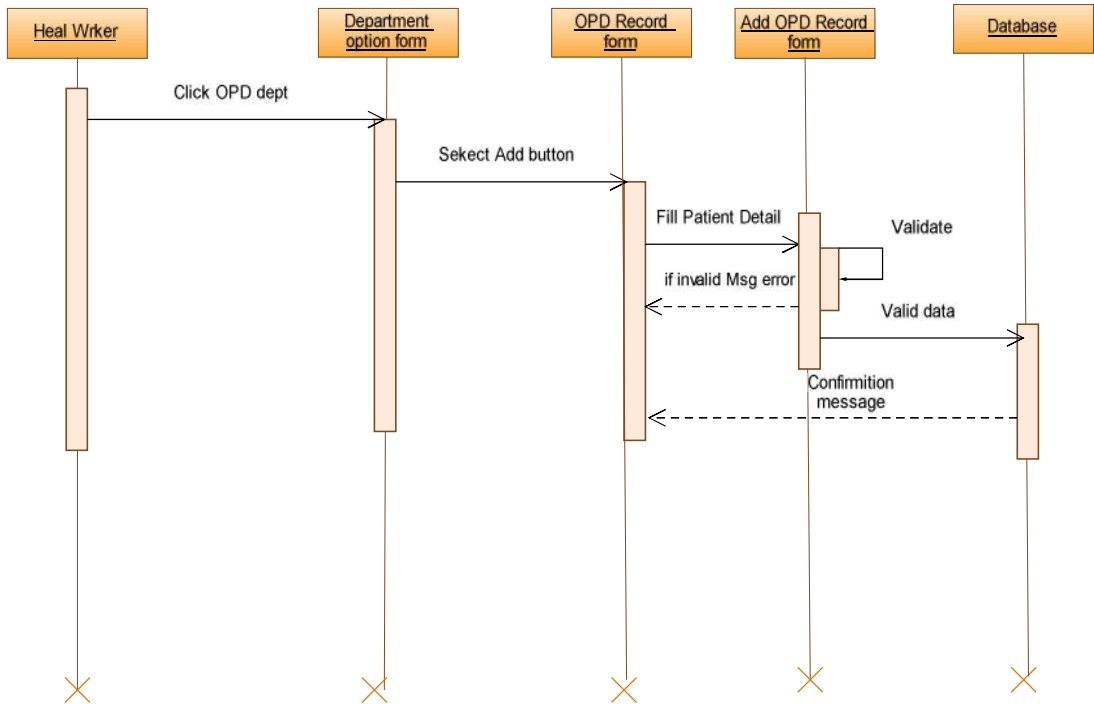 Heal Wrker
Department
option form
OPD Record
form
Add OPD Record
form
Database
Click OPD dept
Sekect Add button
Fill Patient Detail
Validate
if invalid Msg error
Valid data
Confirmition
message